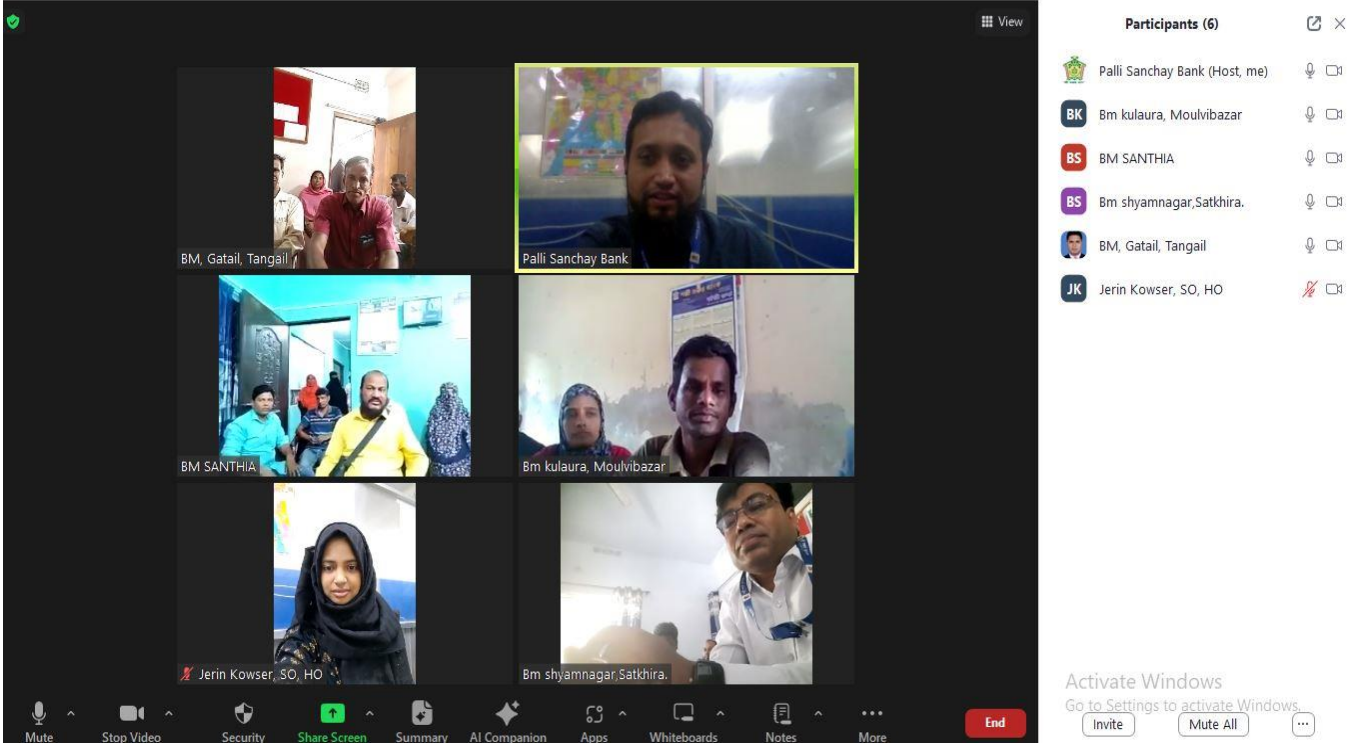 View
BM, Gatail, Tangail
Palli Sanchay Bank
BM SANTHIA
Bm kulaura, Moulvibazar
Jerin Kowser, SO, HO
Bm shyamnagar,Satkhira.
Mute
Stop Video
Security
Share Screen
Summary
AI Companion
Apps
Whiteboards
Notes
More
End
Participants (6)
Palli Sanchay Bank (Host, me)
BK Bm kulaura, Moulvibazar
BS BM SANTHIA
BS Bm shyamnagar,Satkhira.
BM, Gatail, Tangail
JK Jerin Kowser, SO, HO
Activate Windows
Go to Settings to activate Windows.
Invite
Mute All